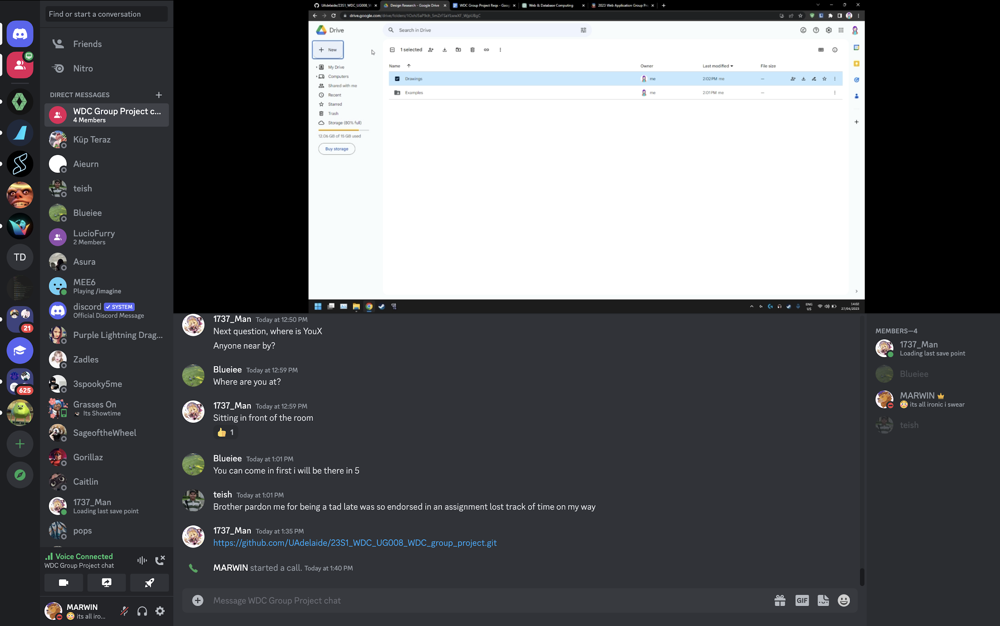 Find or start a conversation
Friends
Nitro
DIRECT MESSAGES
WDC Group Project c...
4 Members
Küp Teraz
Aieurn
teish
Blueiee
LucioFurry
2 Members
Asura
MEE6
Playing /imagine
discord SYSTEM
Official Discord Message
Purple Lightning Drag...
Zadles
3spooky5me
Grasses On
Its Showtime
SageoftheWheel
Gorillaz
Caitlin
1737_Man
Loading last save point
pops
TD
21
625
Voice Connected
WDC Group Project chat
MARWIN
its all iro...
UAdelaide/23S1_WDC_UG008_W
Design Research - Google Drive
WDC Group Project Reqs - Goog
Web & Database Computing
2023 Web Application Group Pr
drive.google.com/drive/folders/
Drive
Search in Drive
New
1 selected
My Drive
Computers
Shared with me
Recent
Starred
Trash
Storage (80% full)
12.06 GB of 15 GB used
Buy storage
Name Owner Last modified File size
Drawings me 2:02 PM me —
Examples me 2:01 PM me —
ENG
US
14:02
27/04/2023
1737_Man Today at 12:50 PM
Next question, where is YouX
Anyone near by?
Blueiee Today at 12:59 PM
Where are you at?
1737_Man Today at 12:59 PM
Sitting in front of the room
👍 1
Blueiee Today at 1:01 PM
You can come in first i will be there in 5
teish Today at 1:01 PM
Brother pardon me for being a tad late was so endorsed in an assignment lost track of time on my way
1737_Man Today at 1:35 PM
https://github.com/UAdelaide/23S1_WDC_UG008_WDC_group_project.git
MARWIN started a call. Today at 1:40 PM
Message WDC Group Project chat
GIF
MEMBERS—4
1737_Man
Loading last save point
Blueiee
MARWIN
😳 its all ironic i swear
teish